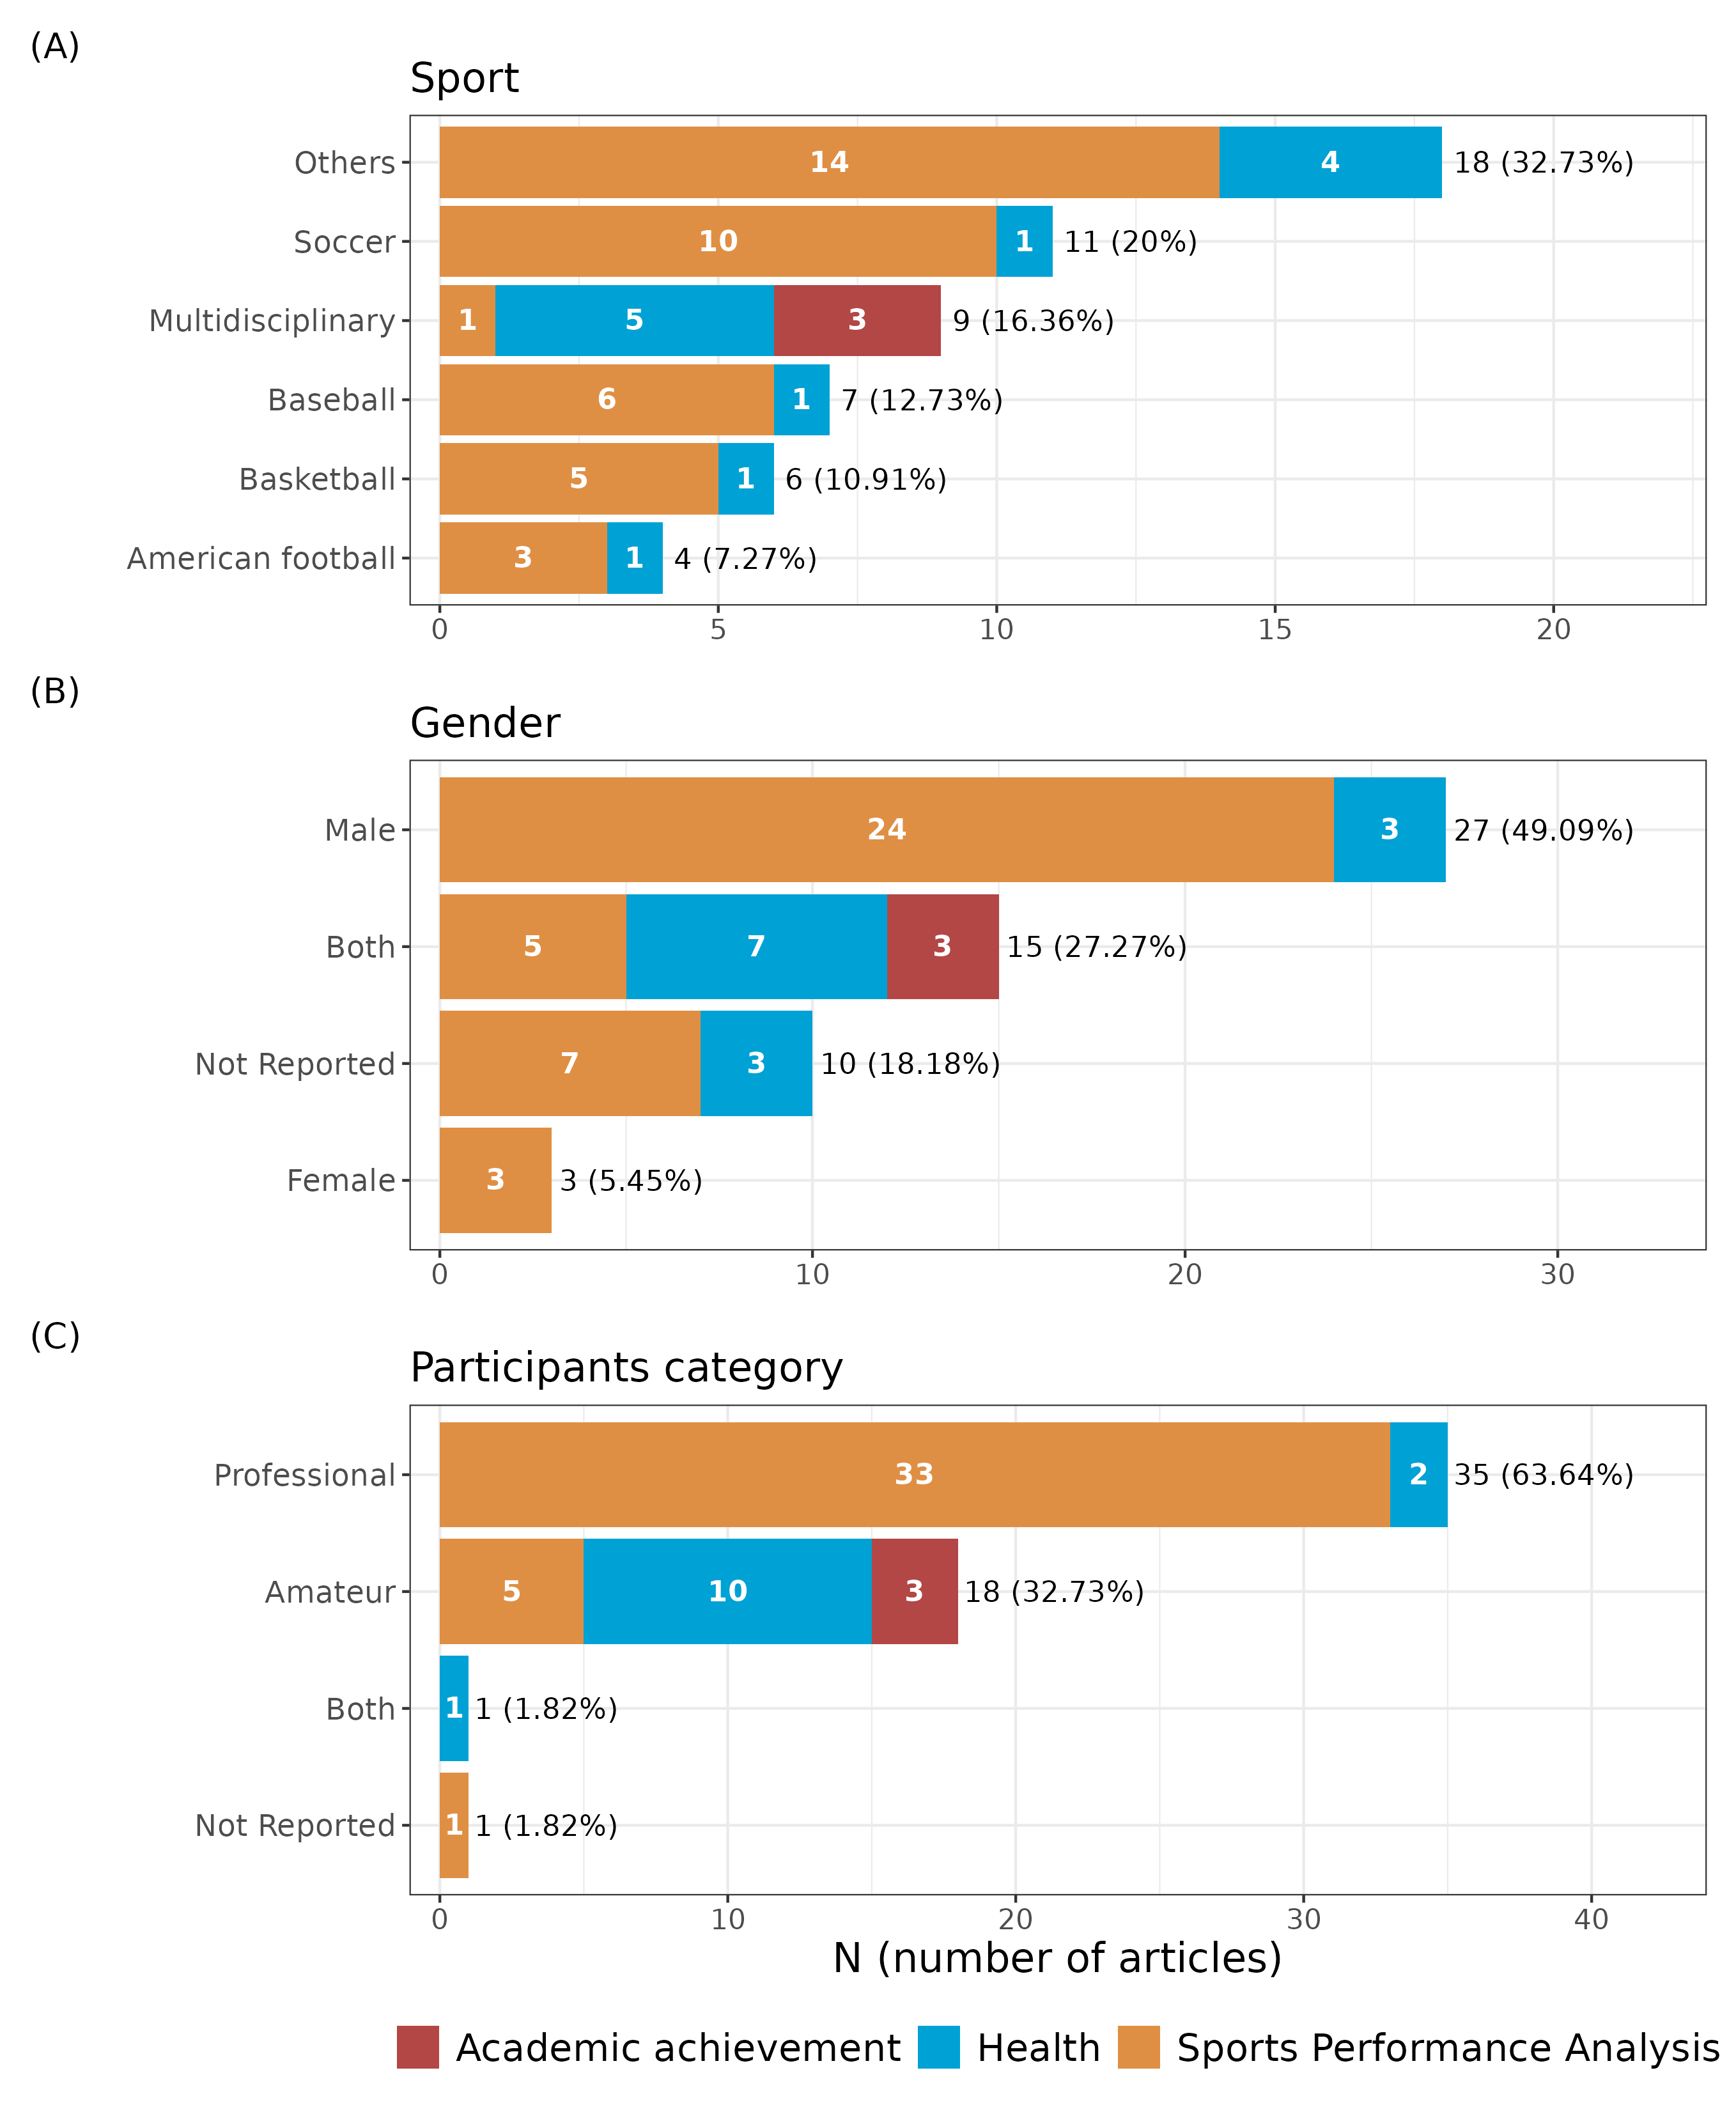 (A)
Sport
Others 14 4 18 (32.73%)
Soccer 10 1 11 (20%)
Multidisciplinary 1 5 3 9 (16.36%)
Baseball 6 1 7 (12.73%)
Basketball 5 1 6 (10.91%)
American football 3 1 4 (7.27%)
0 5 10 15 20
(B)
Gender
Male 24 3 27 (49.09%)
Both 5 7 3 15 (27.27%)
Not Reported 7 3 10 (18.18%)
Female 3 3 (5.45%)
0 10 20 30
(C)
Participants category
Professional 33 2 35 (63.64%)
Amateur 5 10 3 18 (32.73%)
Both 1 1 (1.82%)
Not Reported 1 1 (1.82%)
0 10 20 30 40
N (number of articles)
Academic achievement Health Sports Performance Analysis